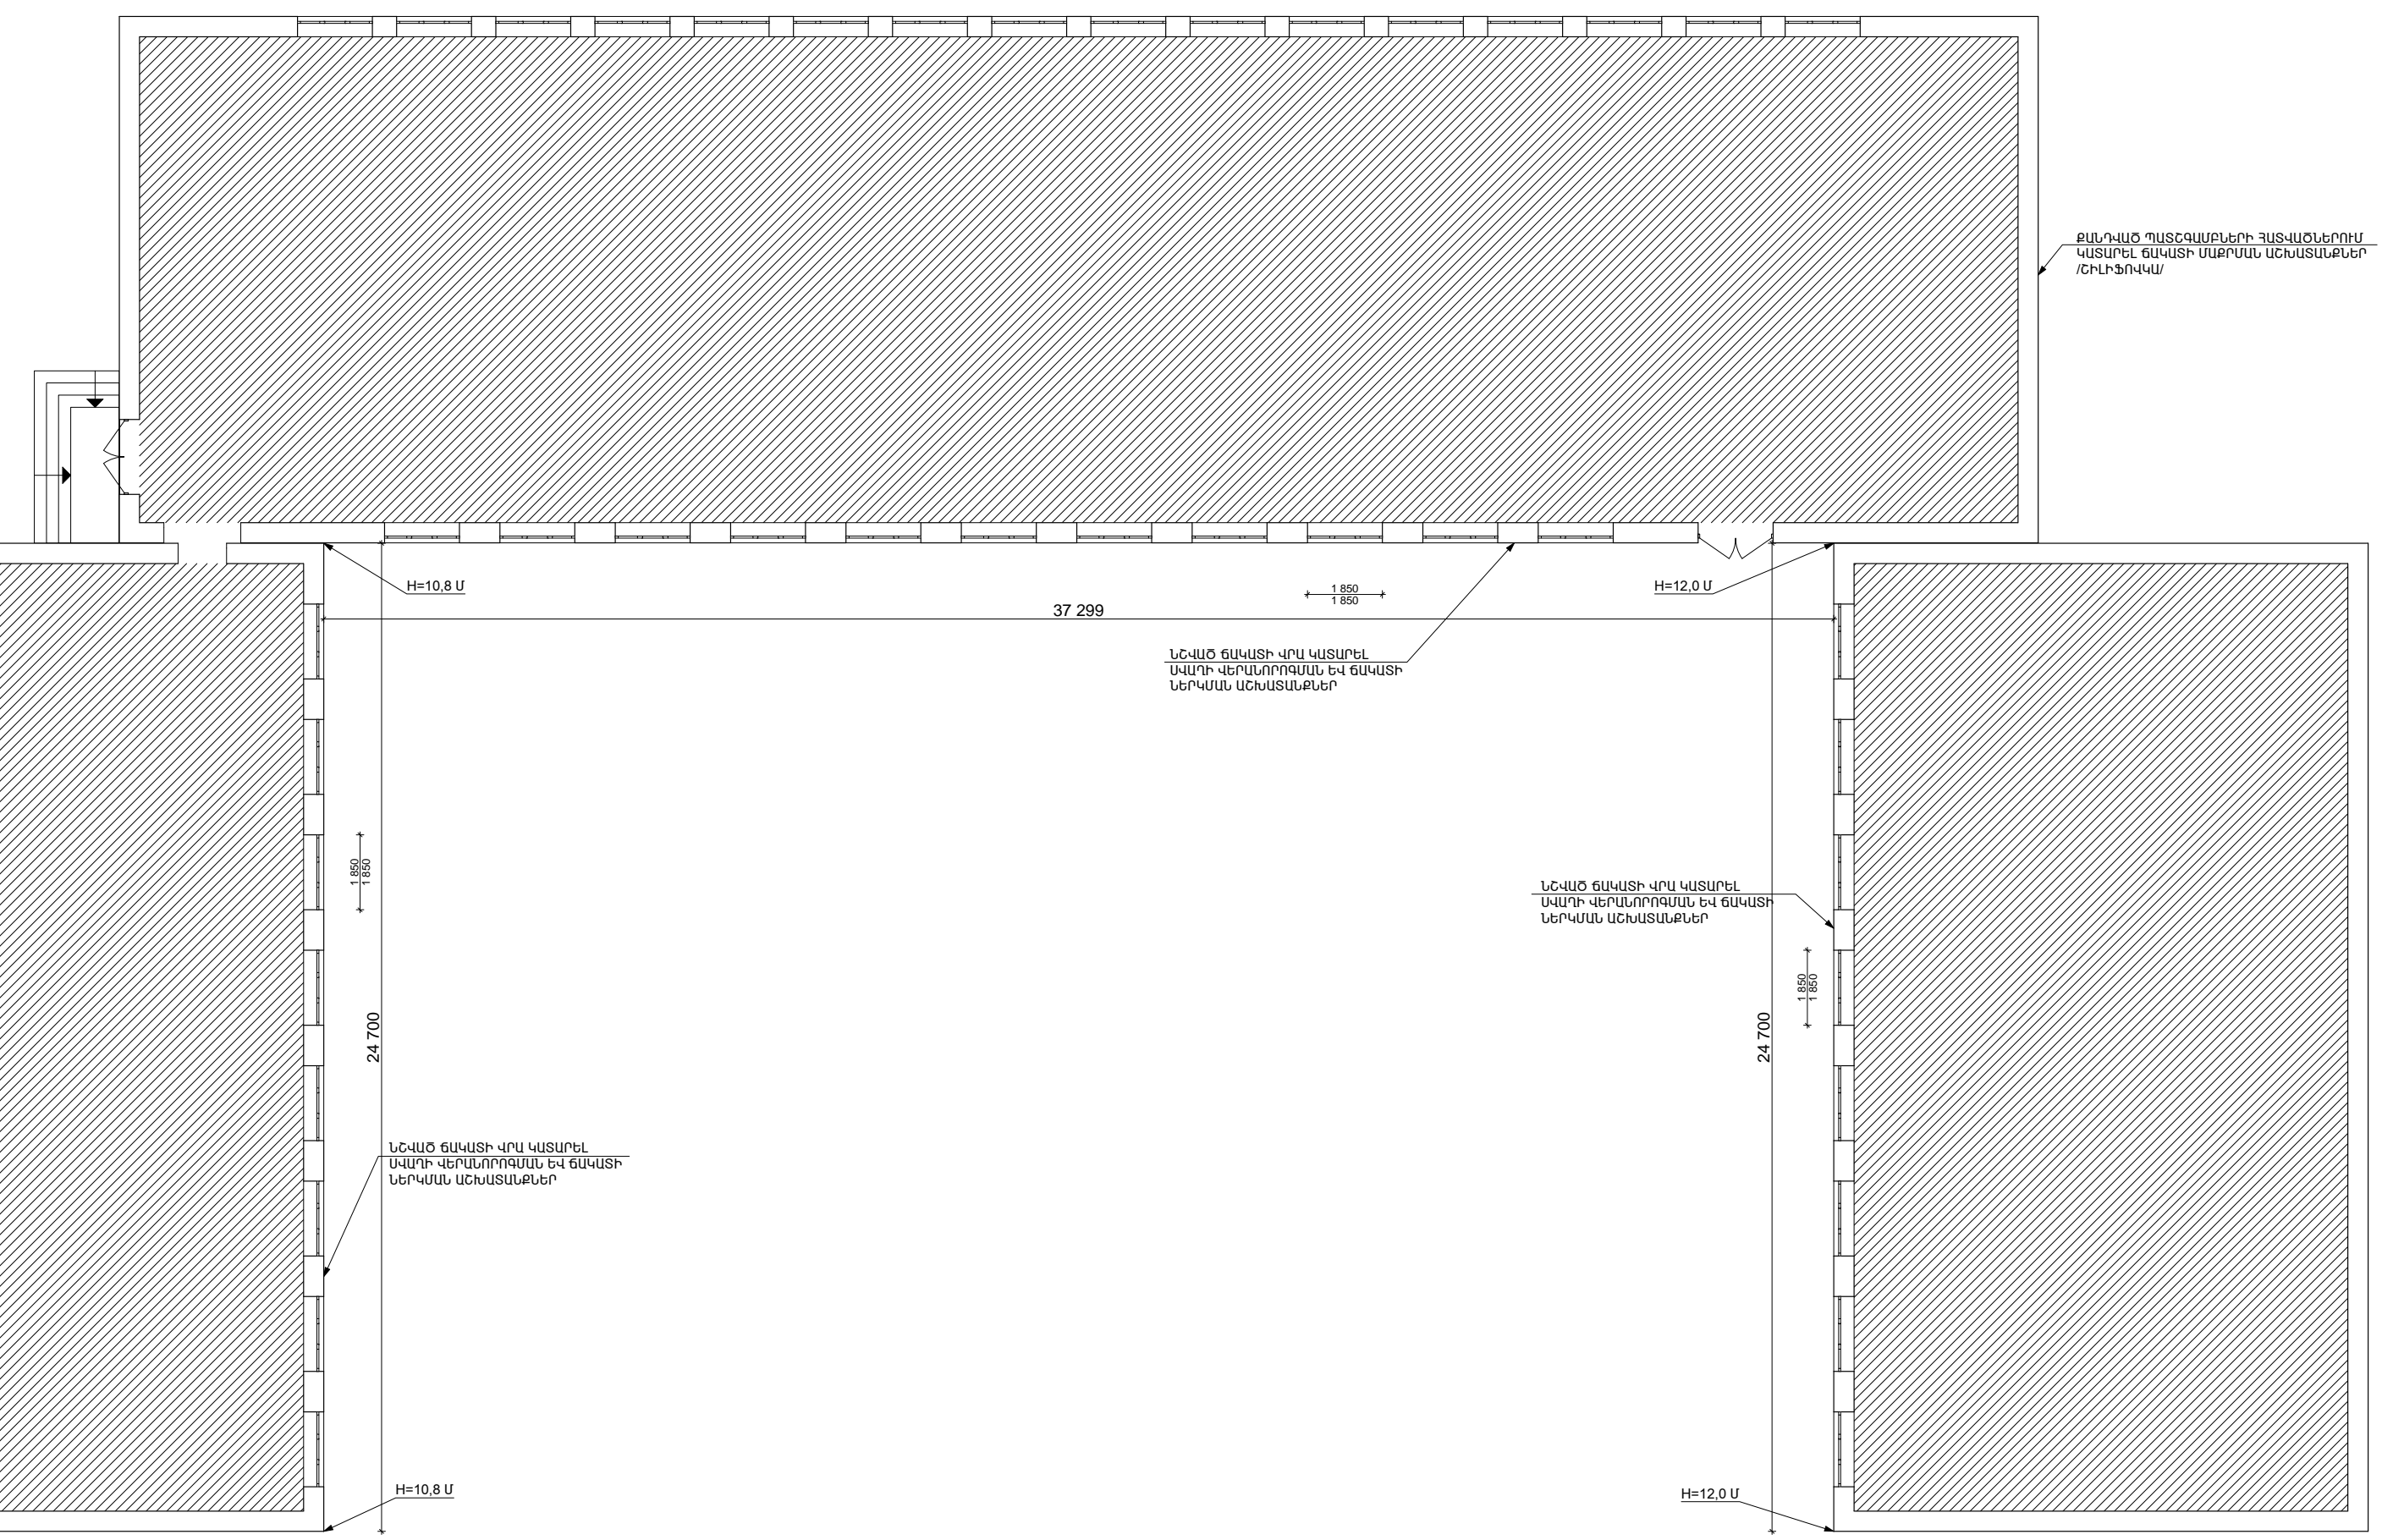 ՔԱՆԴՎԱԾ ՊԱՏՇԳԱՄԲՆԵՐԻ ՀԱՏՎԱԾՆԵՐՈՒՄ
ԿԱՏԱՐԵԼ ՃԱԿԱՏԻ ՄԱՔՐՄԱՆ ԱՇԽԱՏԱՆՔՆԵՐ
/ՇԻԼԻՖՈՎԿԱ/
H=10,8 Մ
1 850
1 850
H=12,0 Մ
37 299
ՆՇՎԱԾ ՃԱԿԱՏԻ ՎՐԱ ԿԱՏԱՐԵԼ
ՍՎԱՂԻ ՎԵՐԱՆՈՐՈԳՄԱՆ ԵՎ ՃԱԿԱՏԻ
ՆԵՐԿՄԱՆ ԱՇԽԱՏԱՆՔՆԵՐ
1 850
1 850
ՆՇՎԱԾ ՃԱԿԱՏԻ ՎՐԱ ԿԱՏԱՐԵԼ
ՍՎԱՂԻ ՎԵՐԱՆՈՐՈԳՄԱՆ ԵՎ ՃԱԿԱՏԻ
ՆԵՐԿՄԱՆ ԱՇԽԱՏԱՆՔՆԵՐ
1 850
1 850
24 700
24 700
ՆՇՎԱԾ ՃԱԿԱՏԻ ՎՐԱ ԿԱՏԱՐԵԼ
ՍՎԱՂԻ ՎԵՐԱՆՈՐՈԳՄԱՆ ԵՎ ՃԱԿԱՏԻ
ՆԵՐԿՄԱՆ ԱՇԽԱՏԱՆՔՆԵՐ
H=10,8 Մ
H=12,0 Մ